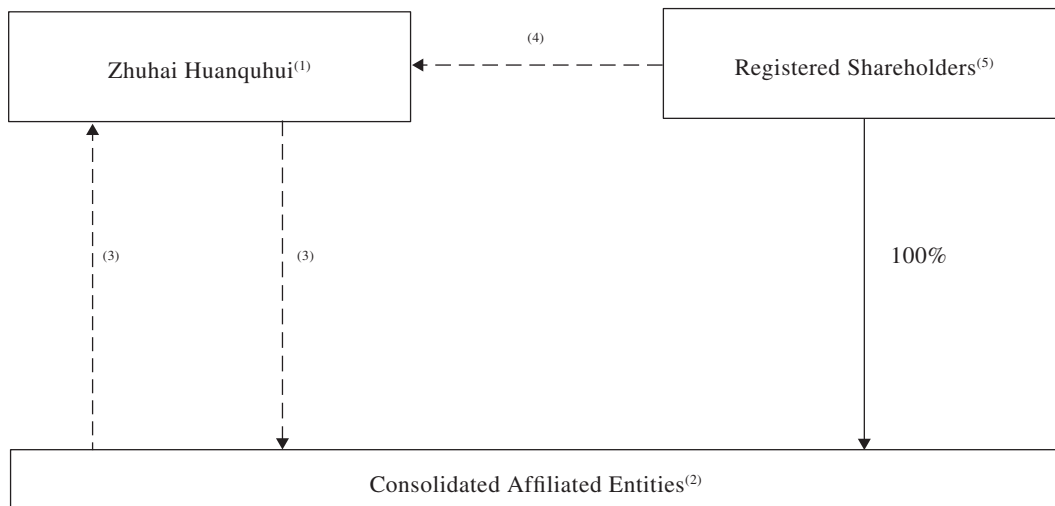 Zhuhai Huanquhui(1)
(4)
Registered Shareholders(5)
(3)
(3)
100%
Consolidated Affiliated Entities(2)